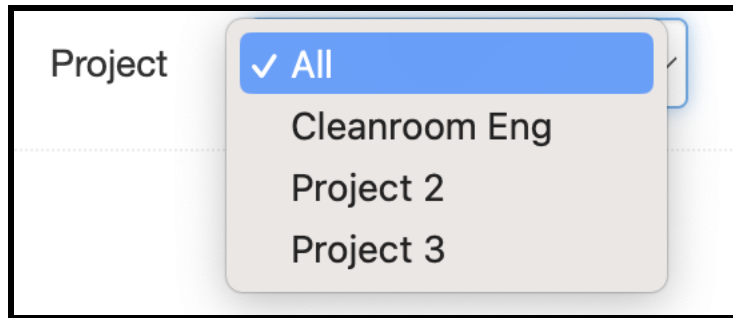 Project
✓ All
Cleanroom Eng
Project 2
Project 3